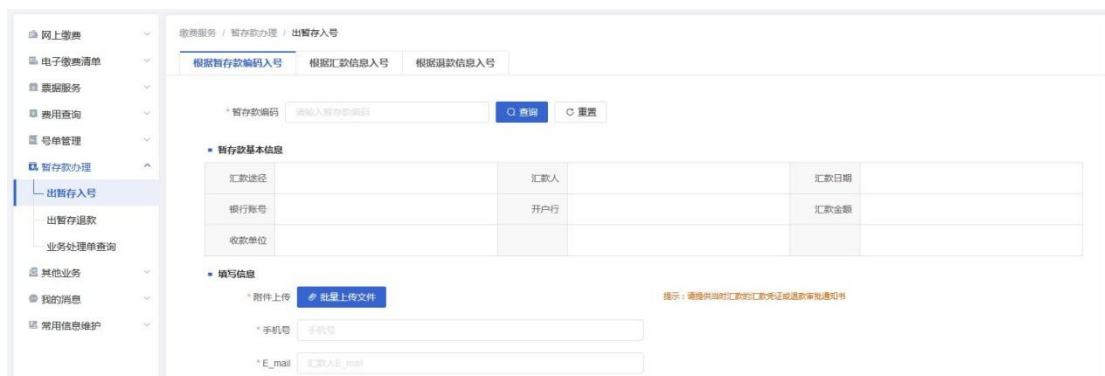 网上缴费
电子缴费清单
票据服务
费用查询
号单管理
暂存款办理
出暂存入号
出暂存退款
业务处理单查询
其他业务
我的消息
常用信息维护
缴费服务 / 暂存款办理 / 出暂存入号
根据暂存款编码入号 根据汇款信息入号 根据退款信息入号
* 暂存款编码 请输入暂存款编码 查询 重置
暂存款基本信息
汇款途径 汇款人 汇款日期
银行账号 开户行 汇款金额
收款单位
填写信息
* 附件上传 批量上传文件 提示：请提供当时汇款的汇款凭证或退款审批通知书
* 手机号 手机号
* E_mail 汇款人E_mail